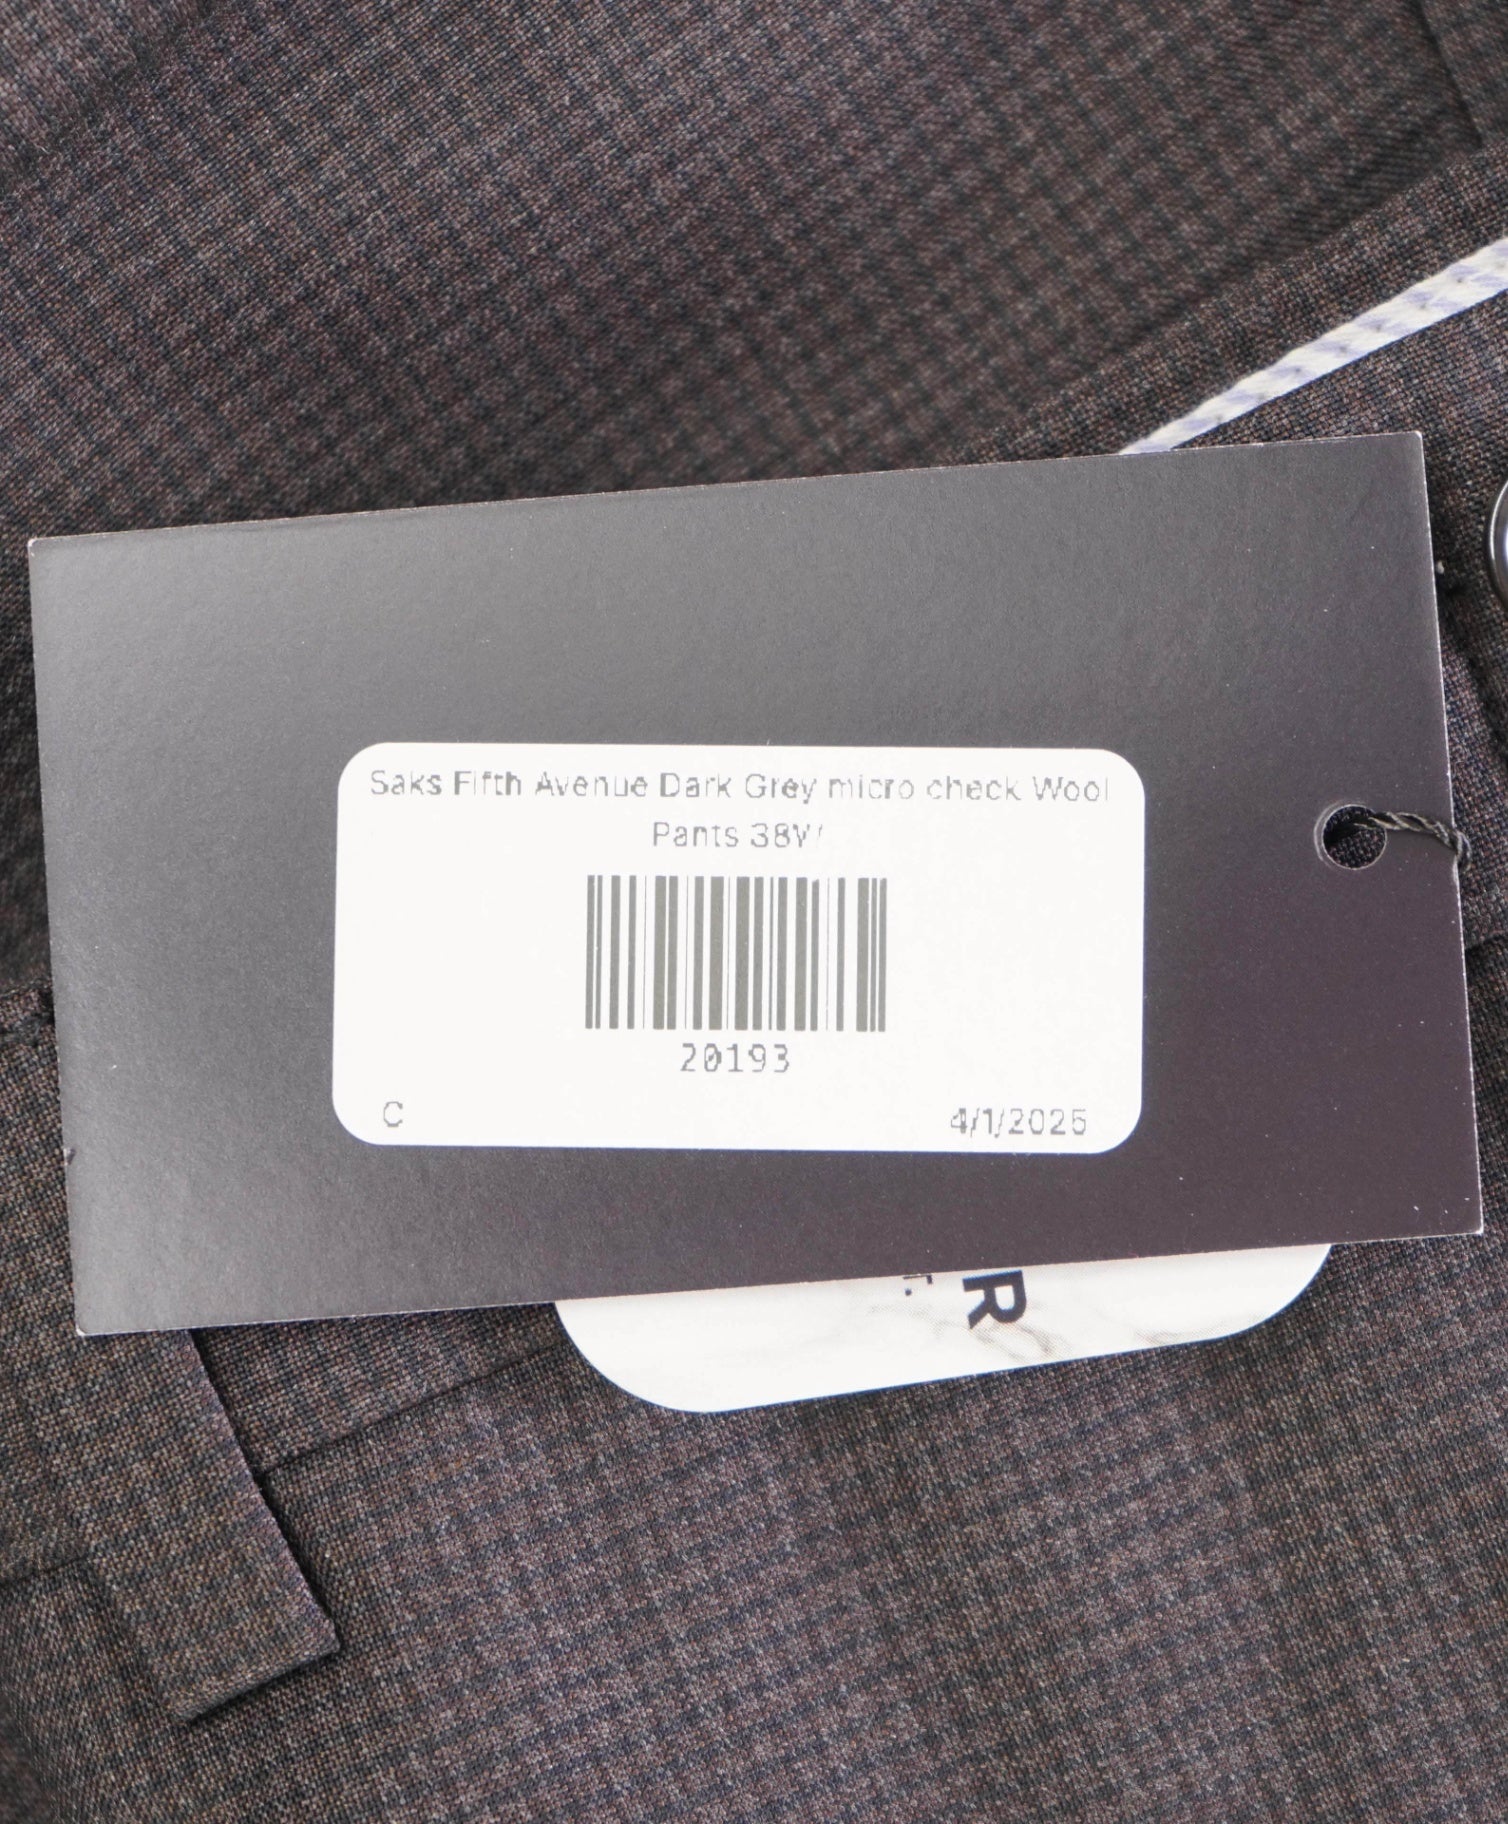 Saks Fifth Avenue Dark Grey micro check Wool
Pants 38W
20193
C 4/1/2025
R
T.